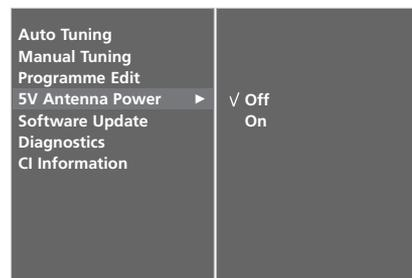 Auto Tuning
Manual Tuning
Programme Edit
5V Antenna Power ►
Software Update
Diagnostics
CI Information
√ Off
On